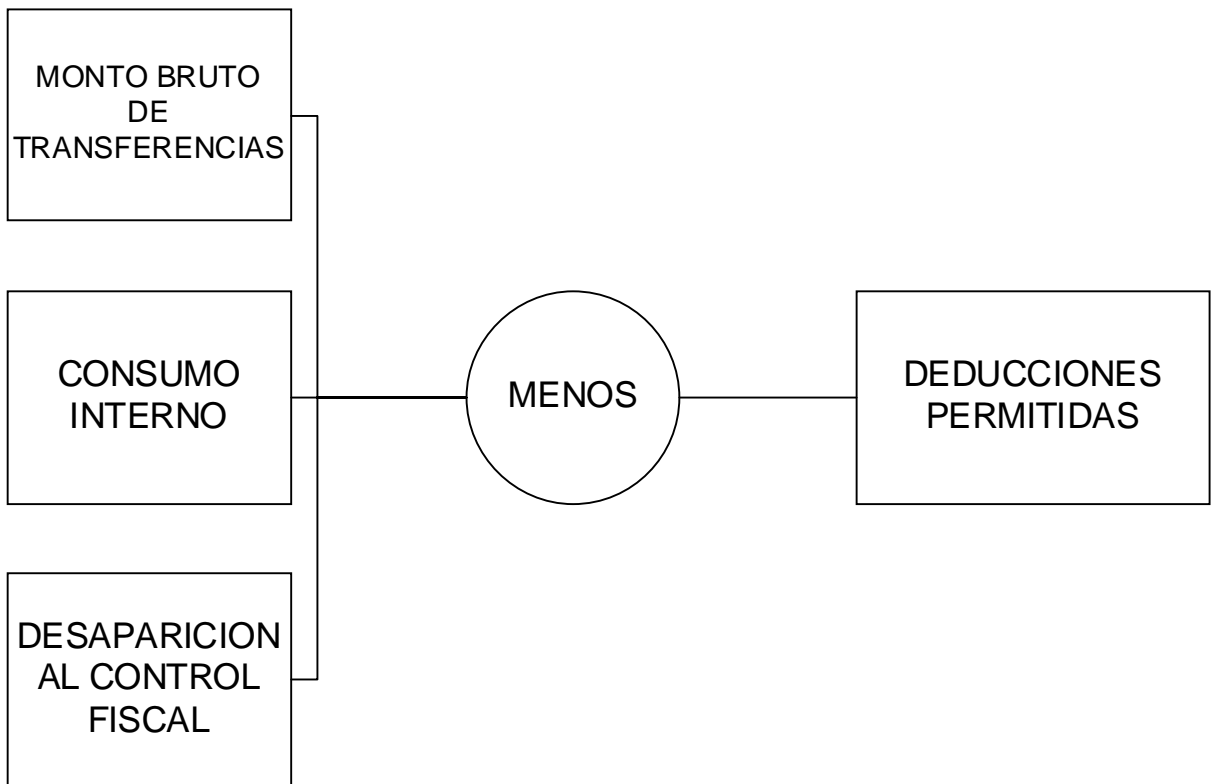 MONTO BRUTO
DE
TRANSFERENCIAS
CONSUMO
INTERNO
DESAPARICION
AL CONTROL
FISCAL
MENOS
DEDUCCIONES
PERMITIDAS